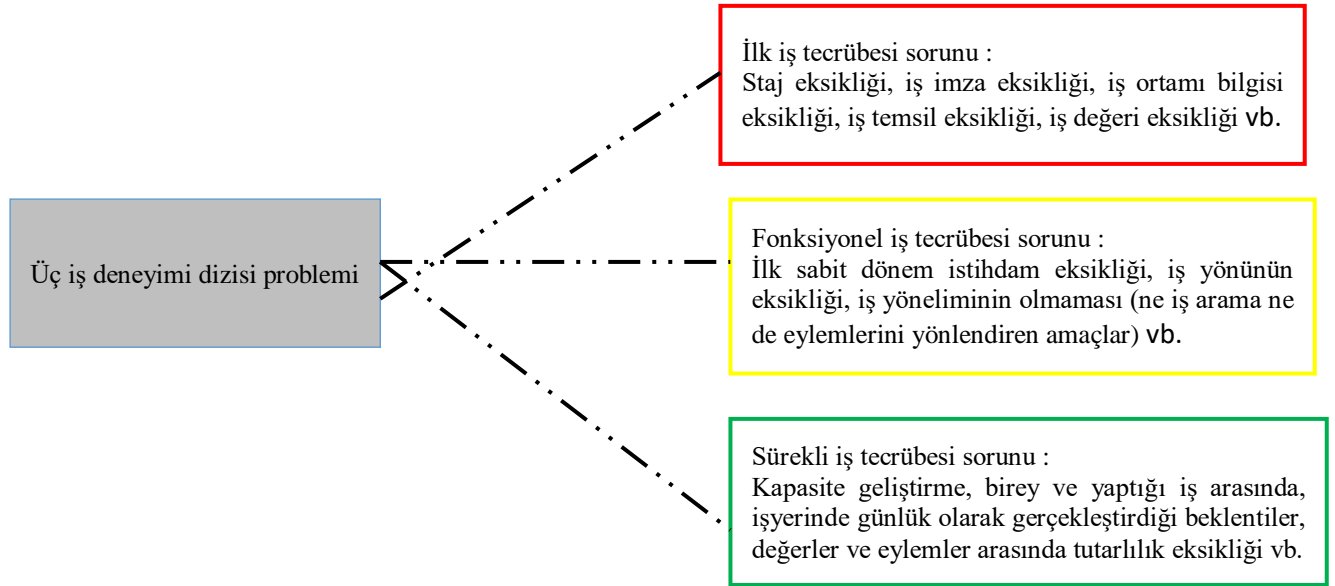 İlk iş tecrübesi sorunu :
Staj eksikliği, iş imza eksikliği, iş ortamı bilgisi
eksikliği, iş temsil eksikliği, iş değeri eksikliği vb.
Üç iş deneyimi dizisi problemi
Fonksiyonel iş tecrübesi sorunu :
İlk sabit dönem istihdam eksikliği, iş yönünün
eksikliği, iş yöneliminin olmaması (ne iş arama ne
de eylemlerini yönlendiren amaçlar) vb.
Sürekli iş tecrübesi sorunu :
Kapasite geliştirme, birey ve yaptığı iş arasında,
işyerinde günlük olarak gerçekleştirdiği beklentiler,
değerler ve eylemler arasında tutarlılık eksikliği vb.